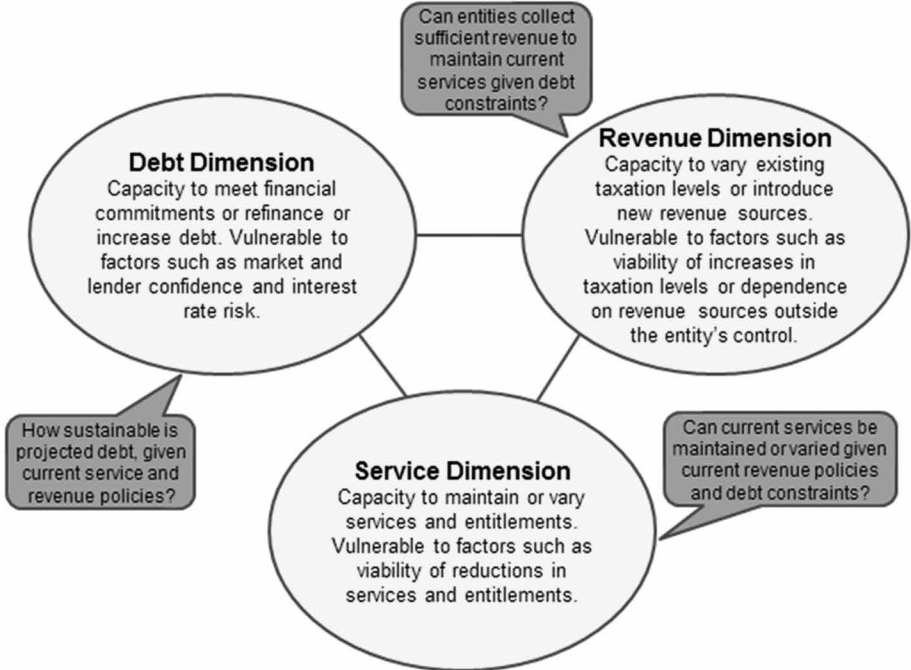 Can entities collect
sufficient revenue to
maintain current
services given debt
constraints?
Debt Dimension
Capacity to meet financial
commitments or refinance or
increase debt. Vulnerable to
factors such as market and
lender confidence and interest
rate risk.
Revenue Dimension
Capacity to vary existing
taxation levels or introduce
new revenue sources.
Vulnerable to factors such as
viability of increases in
taxation levels or dependence
on revenue sources outside
the entity's control.
How sustainable is
projected debt, given
current service and
revenue policies?
Service Dimension
Capacity to maintain or vary
services and entitlements.
Vulnerable to factors such as
viability of reductions in
services and entitlements.
Can current services be
maintained or varied given
current revenue policies
and debt constraints?